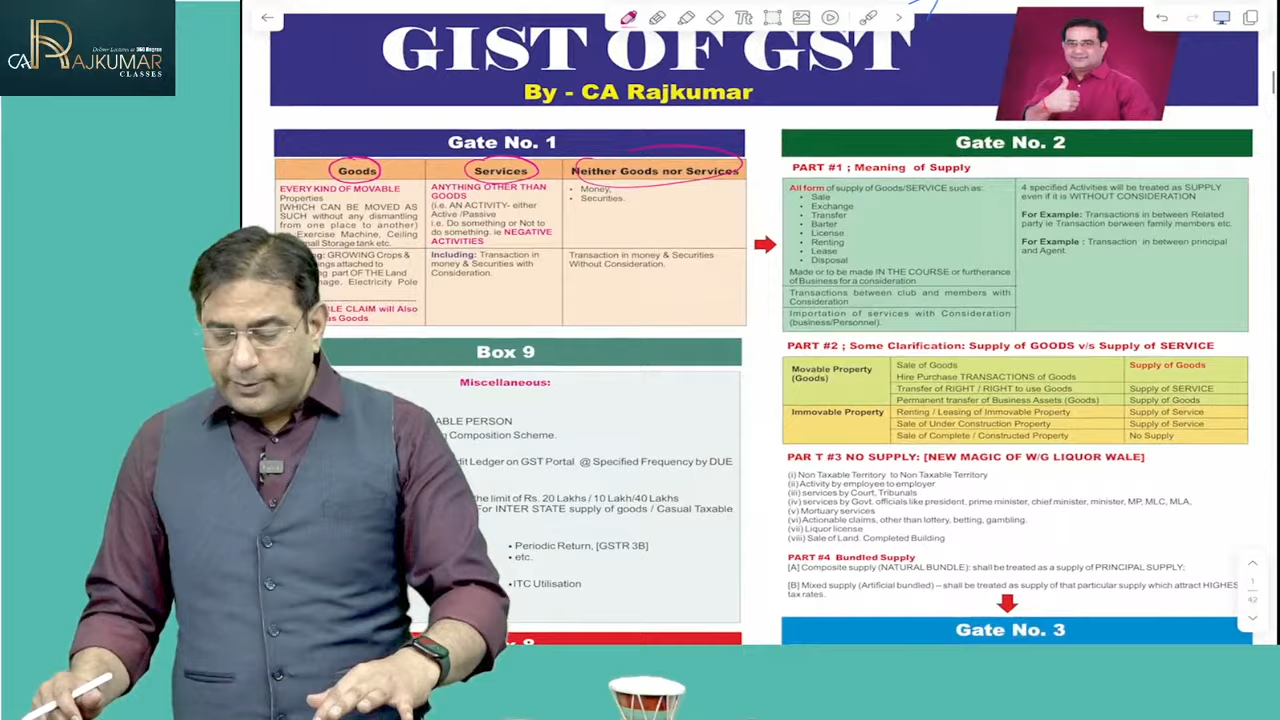 Deliver Lectures at 360 Degree
CA RAJKUMAR
CLASSES
GIST OF GST
By - CA Rajkumar
Gate No. 1
Goods
Services
Neither Goods nor Services
EVERY KIND OF MOVABLE
Properties
[WHICH CAN BE MOVED AS
SUCH without any dismantling
from one place to another)
Exercise Machine, Ceiling
Storage tank etc.
GROWING Crops &
attached to
part OF THE Land
Electricity Pole
CLAIM will Also
Goods
ANYTHING OTHER THAN
GOODS
(i.e. AN ACTIVITY- either
Active /Passive
i.e. Do something or Not to
do something. ie NEGATIVE
ACTIVITIES
Including: Transaction in
money & Securities with
Consideration.
• Money,
• Securities.
Transaction in money & Securities
Without Consideration.
Box 9
Miscellaneous:
PERSON
Composition Scheme.
Ledger on GST Portal @ Specified Frequency by DUE
the limit of Rs. 20 Lakhs / 10 Lakh/40 Lakhs
For INTER STATE supply of goods / Casual Taxable
• Periodic Return, [GSTR 3B]
• etc.
•ITC Utilisation
Gate No. 2
PART #1 ; Meaning of Supply
All form of supply of Goods/SERVICE such as:
• Sale
• Exchange
• Transfer
• Barter
• License
• Renting
• Lease
• Disposal
Made or to be made IN THE COURSE or furtherance
of Business for a consideration
Transactions between club and members with
Consideration
Importation of services with Consideration
(business/Personnel).
4 specified Activities will be treated as SUPPLY
even if it is WITHOUT CONSIDERATION
For Example: Transactions in between Related
party ie Transaction berween family members etc.
For Example : Transaction in between principal
and Agent.
PART #2 ; Some Clarification: Supply of GOODS v/s Supply of SERVICE
Movable Property
(Goods)
Sale of Goods Supply of Goods
Hire Purchase TRANSACTIONS of Goods
Transfer of RIGHT / RIGHT to use Goods Supply of SERVICE
Permanent transfer of Business Assets (Goods) Supply of Goods
Immovable Property Renting / Leasing of Immovable Property Supply of Service
Sale of Under Construction Property Supply of Service
Sale of Complete / Constructed Property No Supply
PAR T #3 NO SUPPLY: [NEW MAGIC OF W/G LIQUOR WALE]
(i) Non Taxable Territory to Non Taxable Territory
(ii) Activity by employee to employer
(iii) services by Court, Tribunals
(iv) services by Govt. officials like president, prime minister, chief minister, minister, MP, MLC, MLA,
(v) Mortuary services
(vi) Actionable claims, other than lottery, betting, gambling.
(vii) Liquor license
(viii) Sale of Land. Completed Building
PART #4 Bundled Supply
[A] Composite supply (NATURAL BUNDLE): shall be treated as a supply of PRINCIPAL SUPPLY;
[B] Mixed supply (Artificial bundled) – shall be treated as supply of that particular supply which attract HIGHES
tax rates.
Gate No. 3
1
42